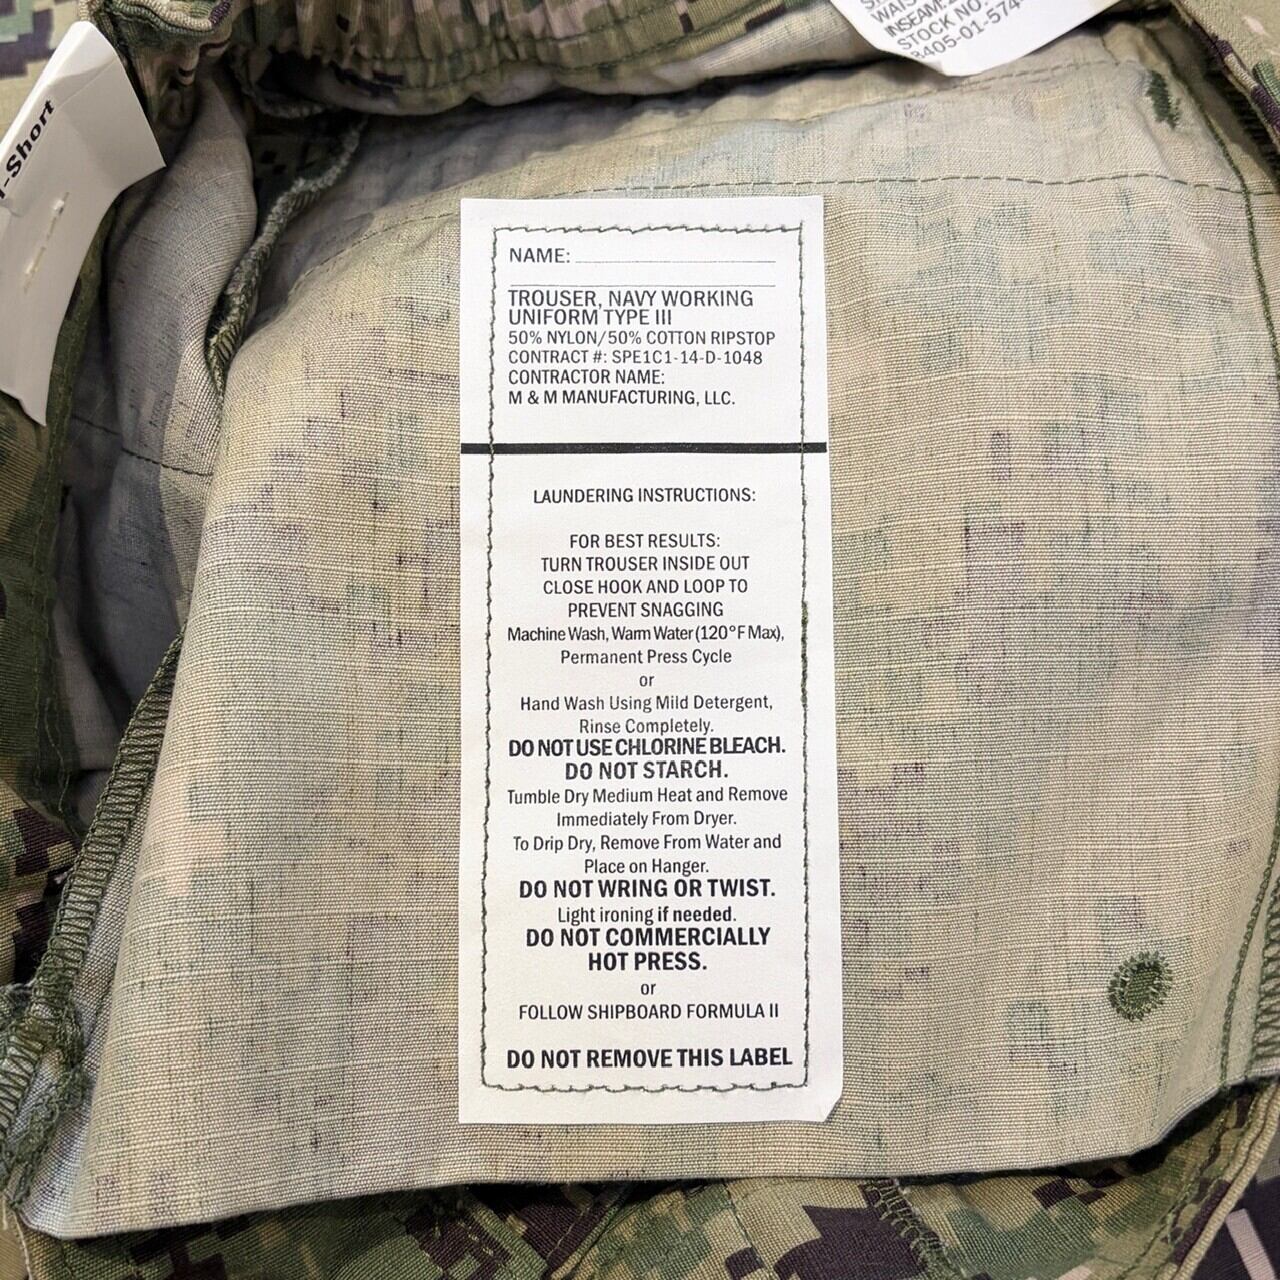 WAIS
INSEAM:
STOCK NO.
8405-01-574
-Short
NAME:
TROUSER, NAVY WORKING
UNIFORM TYPE III
50% NYLON/50% COTTON RIPSTOP
CONTRACT #: SPE1C1-14-D-1048
CONTRACTOR NAME:
M & M MANUFACTURING, LLC.
LAUNDERING INSTRUCTIONS:
FOR BEST RESULTS:
TURN TROUSER INSIDE OUT
CLOSE HOOK AND LOOP TO
PREVENT SNAGGING
Machine Wash, Warm Water (120°F Max),
Permanent Press Cycle
or
Hand Wash Using Mild Detergent,
Rinse Completely.
DO NOT USE CHLORINE BLEACH.
DO NOT STARCH.
Tumble Dry Medium Heat and Remove
Immediately From Dryer.
To Drip Dry, Remove From Water and
Place on Hanger.
DO NOT WRING OR TWIST.
Light ironing if needed.
DO NOT COMMERCIALLY
HOT PRESS.
or
FOLLOW SHIPBOARD FORMULA II
DO NOT REMOVE THIS LABEL